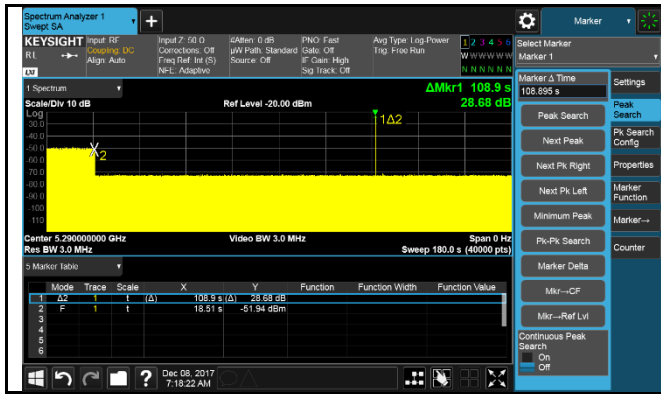 Spectrum Analyzer 1
Swept SA
Marker
KEYSIGHT
Input: RF
Input Z: 50 Ω
#Atten: 0 dB
PNO: Fast
Avg Type: Log-Power
1 2 3 4 5 6
RL
Coupling: DC
Corrections: Off
µW Path: Standard
Gate: Off
Trig: Free Run
W W W W W W
Align: Auto
Freq Ref: Int (S)
Source: Off
IF Gain: High
NFE: Adaptive
Sig Track: Off
N N N N N N
LXI
Select Marker
Marker 1
1 Spectrum
ΔMkr1 108.9 s
Scale/Div 10 dB
Ref Level -20.00 dBm
28.68 dB
Log
-30.0
-40.0
-50.0
-60.0
-70.0
-80.0
-90.0
-100
-110
1Δ2
2
Center 5.290000000 GHz
Video BW 3.0 MHz
Span 0 Hz
Res BW 3.0 MHz
Sweep 180.0 s (40000 pts)
5 Marker Table
Mode Trace Scale X Y Function Function Width Function Value
1 Δ2 1 t (Δ) 108.9 s (Δ) 28.68 dB
2 F 1 t 18.51 s -51.94 dBm
3
4
5
6
Dec 08, 2017
7:18:22 AM
Marker Δ Time
108.895 s
Peak Search
Next Peak
Next Pk Right
Next Pk Left
Minimum Peak
Pk-Pk Search
Marker Delta
Mkr→CF
Mkr→Ref Lvl
Continuous Peak
Search
On
Off
Settings
Peak
Search
Pk Search
Config
Properties
Marker
Function
Marker→
Counter